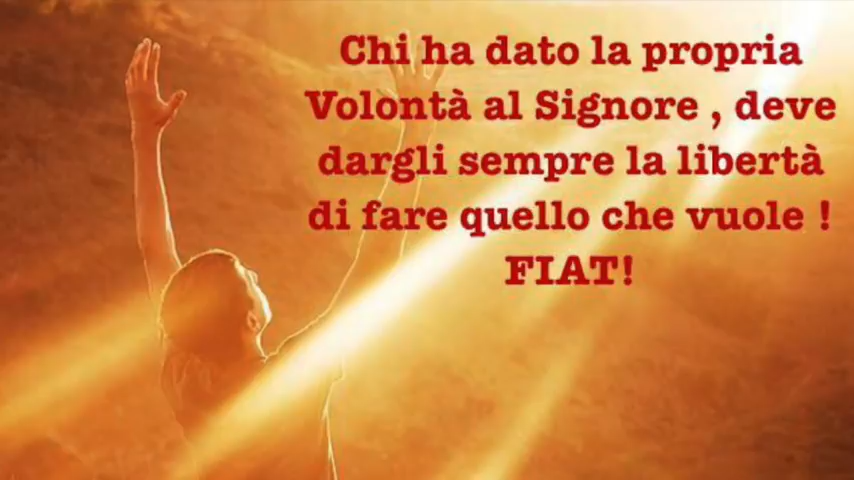 Chi ha dato la propria
Volontà al Signore , deve
dargli sempre la libertà
di fare quello che vuole !
FIAT!